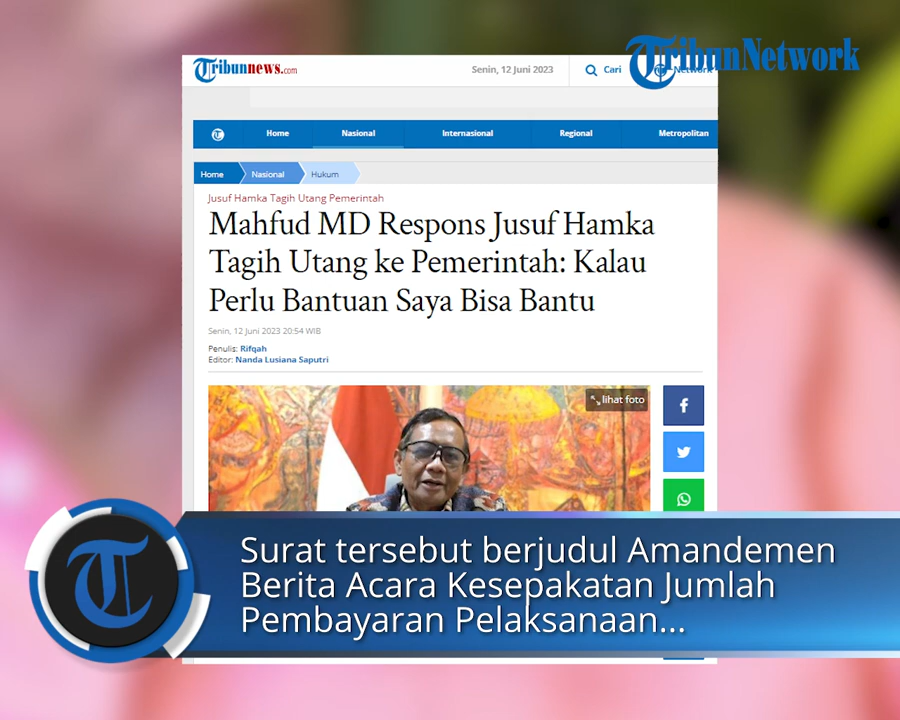 TribunNetwork
Tribunnews.com
Senin, 12 Juni 2023
Cari
Network
Home
Nasional
Internasional
Regional
Metropolitan
Home
Nasional
Hukum
Jusuf Hamka Tagih Utang Pemerintah
Mahfud MD Respons Jusuf Hamka
Tagih Utang ke Pemerintah: Kalau
Perlu Bantuan Saya Bisa Bantu
Senin, 12 Juni 2023 20:54 WIB
Penulis: Rifqah
Editor: Nanda Lusiana Saputri
lihat foto
Surat tersebut berjudul Amandemen
Berita Acara Kesepakatan Jumlah
Pembayaran Pelaksanaan...